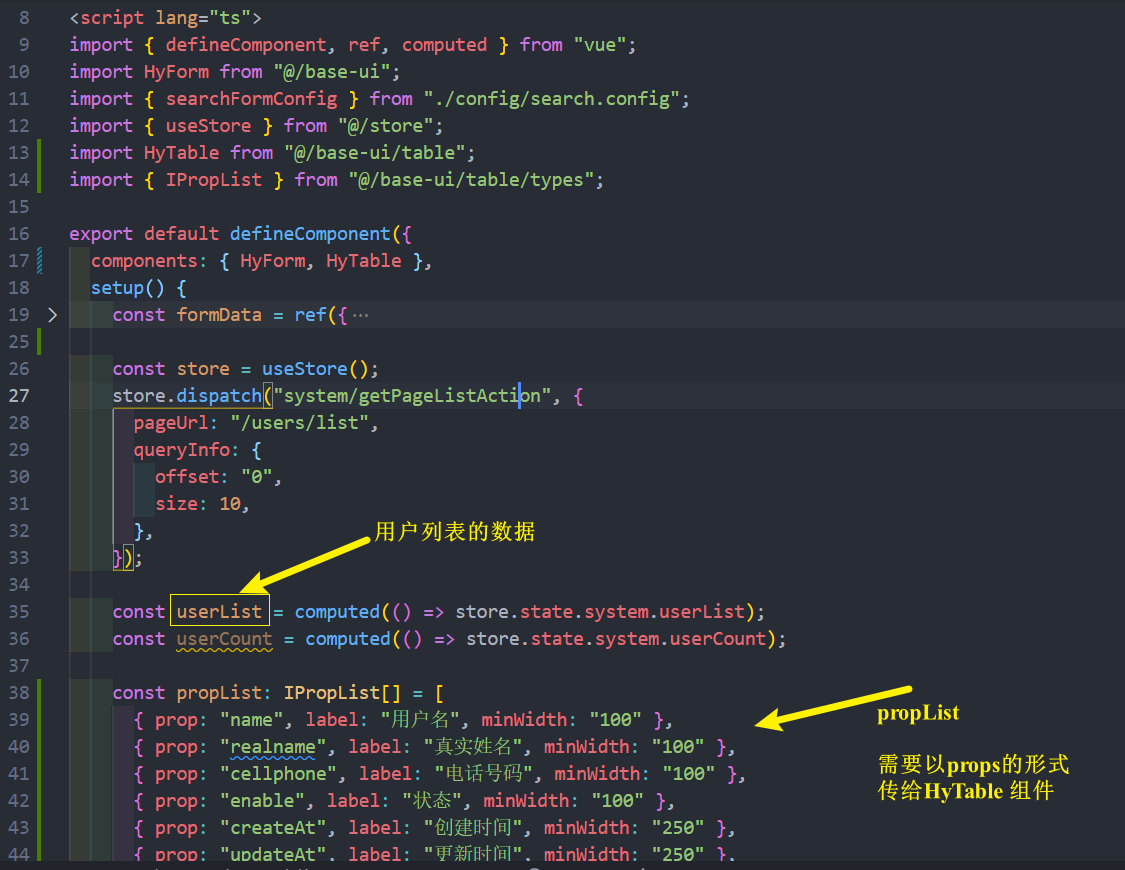 8 <script lang="ts">
9 import { defineComponent, ref, computed } from "vue";
10 import HyForm from "@/base-ui";
11 import { searchFormConfig } from "./config/search.config";
12 import { useStore } from "@/store";
13 import HyTable from "@/base-ui/table";
14 import { IPropList } from "@/base-ui/table/types";
15
16 export default defineComponent({
17 components: { HyForm, HyTable },
18 setup() {
19 const formData = ref({ ···
25
26 const store = useStore();
27 store.dispatch("system/getPageListAction", {
28 pageUrl: "/users/list",
29 queryInfo: {
30 offset: "0",
31 size: 10,
32 },
用户列表的数据
33 });
34
35 const userList = computed(() => store.state.system.userList);
36 const userCount = computed(() => store.state.system.userCount);
37
38 const propList: IPropList[] = [
39 { prop: "name", label: "用户名", minWidth: "100" },
40 { prop: "realname", label: "真实姓名", minWidth: "100" },
41 { prop: "cellphone", label: "电话号码", minWidth: "100" },
42 { prop: "enable", label: "状态", minWidth: "100" },
43 { prop: "createAt", label: "创建时间", minWidth: "250" },
44 { prop: "updateAt", label: "更新时间", minWidth: "250" },
propList
需要以props的形式
传给HyTable 组件